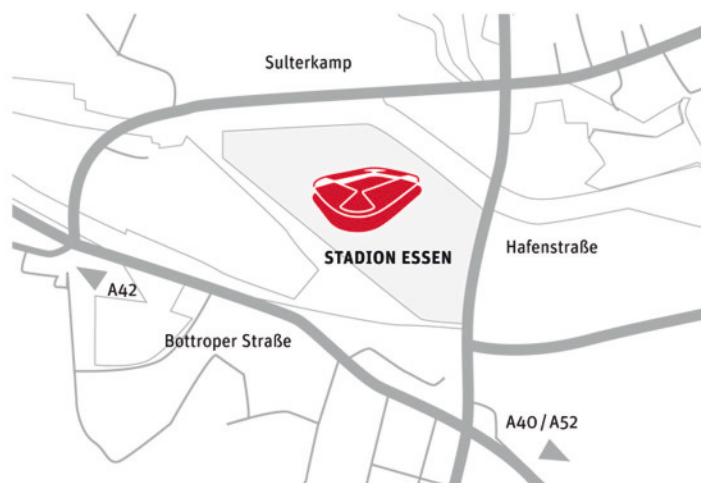 Sulterkamp
STADION ESSEN
Hafenstraße
A42
Bottroper Straße
A40 / A52